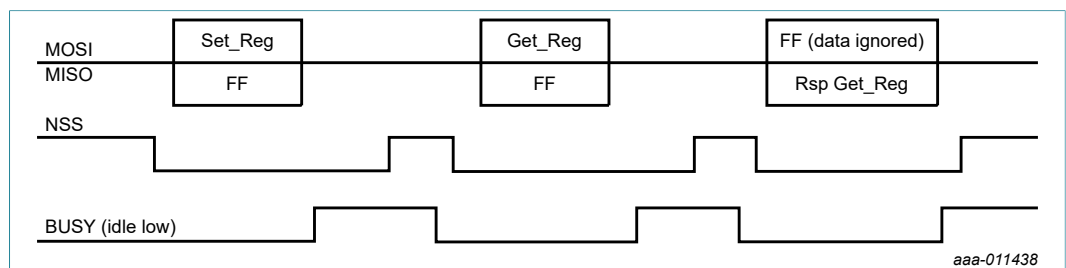 MOSI
Set_Reg
Get_Reg
FF (data ignored)
MISO
FF
FF
Rsp Get_Reg
NSS
BUSY (idle low)
aaa-011438